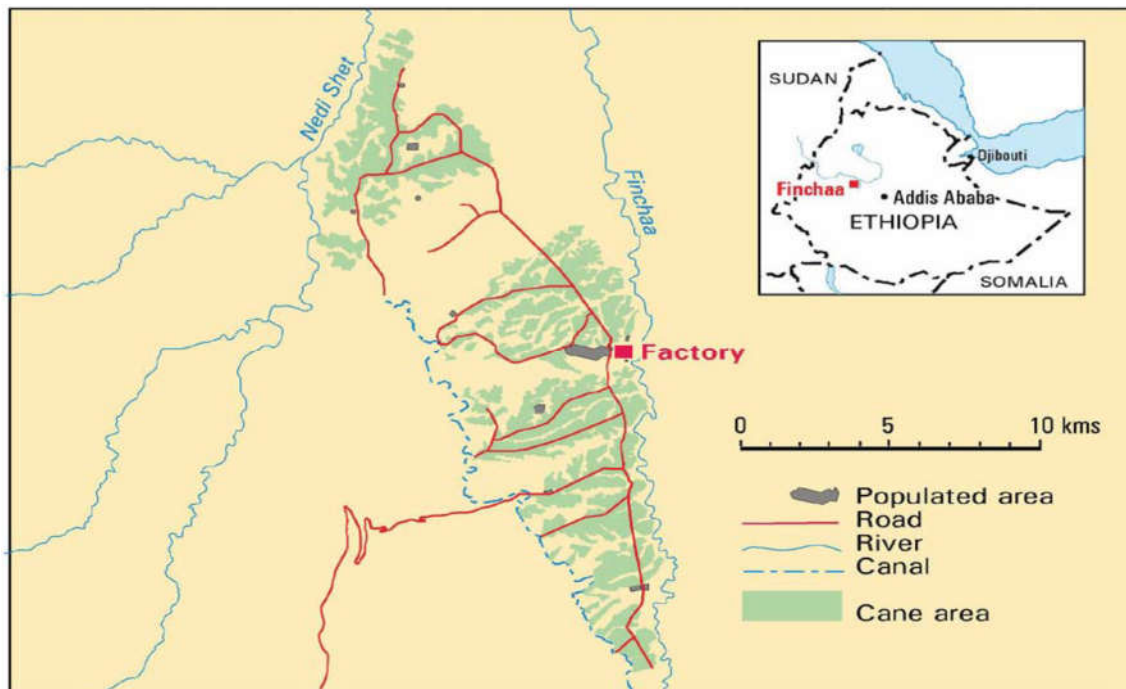 Nedi Shet
Finchaa
Factory
SUDAN
Djibouti
Finchaa
Addis Ababa
ETHIOPIA
SOMALIA
0 5 10 kms
Populated area
Road
River
Canal
Cane area